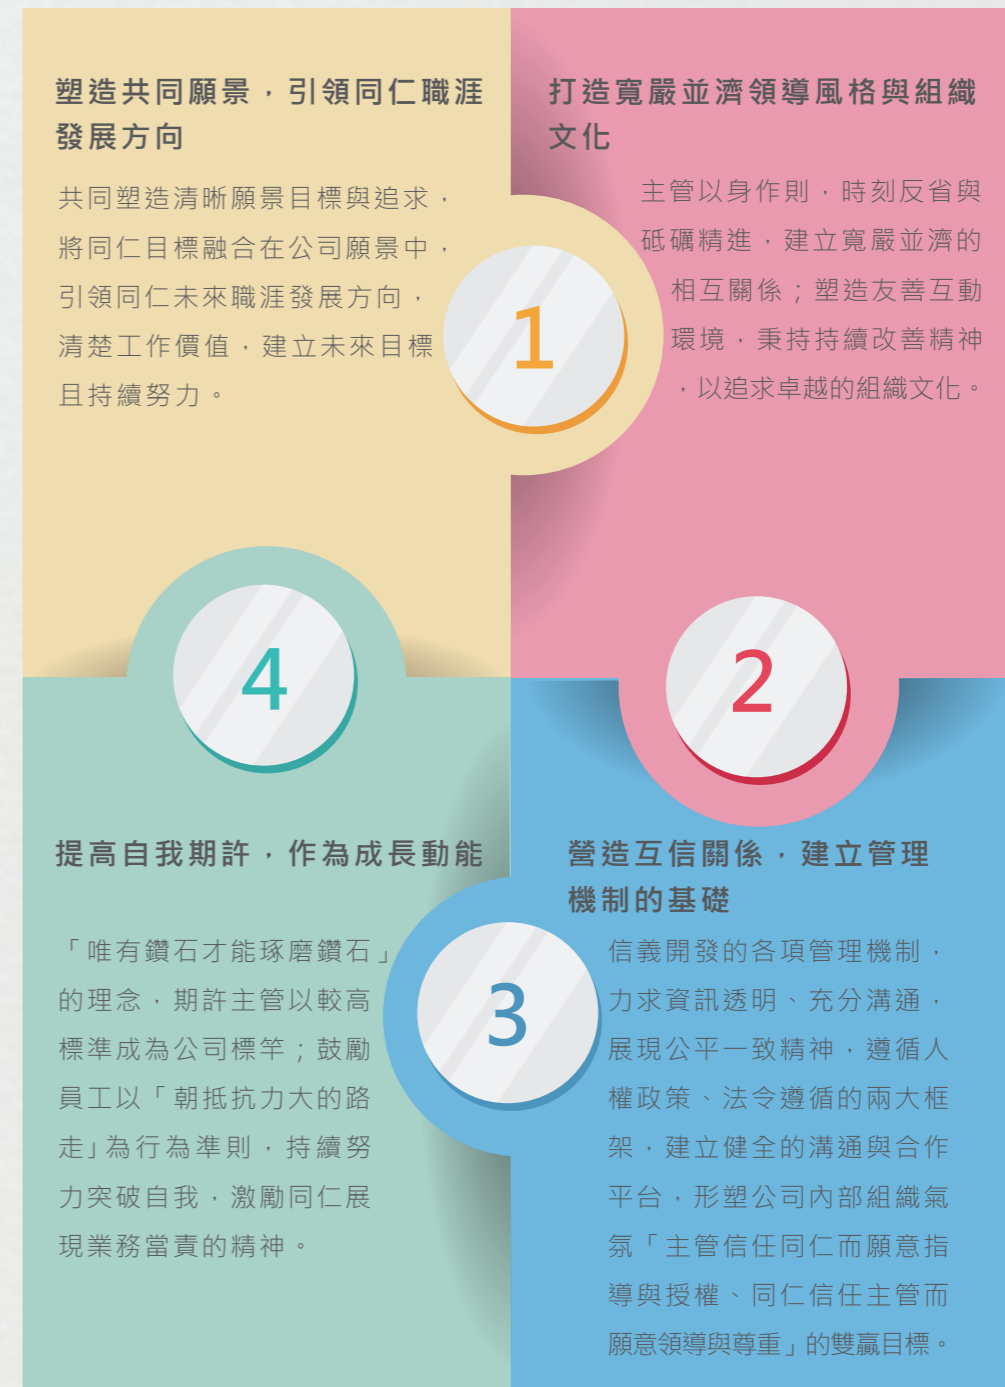 塑造共同願景，引領同仁職涯
發展方向
共同塑造清晰願景目標與追求，
將同仁目標融合在公司願景中，
引領同仁未來職涯發展方向，
清楚工作價值，建立未來目標
且持續努力。
1
打造寬嚴並濟領導風格與組織
文化
主管以身作則，時刻反省與
砥礪精進，建立寬嚴並濟的
相互關係；塑造友善互動
環境，秉持持續改善精神
，以追求卓越的組織文化。
2
營造互信關係，建立管理
機制的基礎
信義開發的各項管理機制，
力求資訊透明、充分溝通，
展現公平一致精神，遵循人
權政策、法令遵循的兩大框
架，建立健全的溝通與合作
平台，形塑公司內部組織氣
氛「主管信任同仁而願意指
導與授權、同仁信任主管而
願意領導與尊重」的雙贏目標。
3
4
提高自我期許，作為成長動能
「唯有鑽石才能琢磨鑽石」
的理念，期許主管以較高
標準成為公司標竿；鼓勵
員工以「朝抵抗力大的路
走」為行為準則，持續努
力突破自我，激勵同仁展
現業務當責的精神。